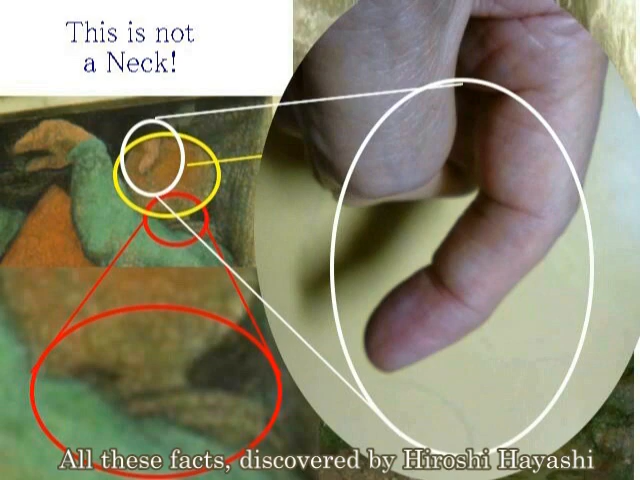 This is not
a Neck!
All these facts, discovered by Hiroshi Hayashi